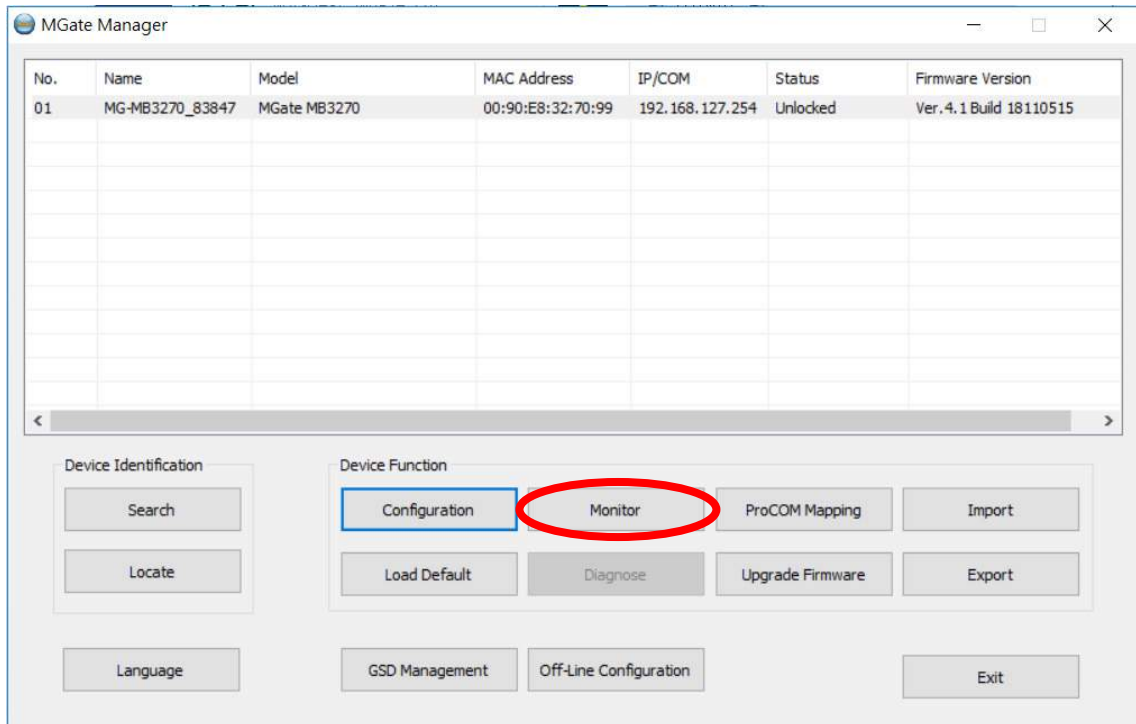 MGate Manager
No. Name Model MAC Address IP/COM Status Firmware Version
01 MG-MB3270_83847 MGate MB3270 00:90:E8:32:70:99 192.168.127.254 Unlocked Ver.4.1 Build 18110515
Device Identification
Search
Locate
Device Function
Configuration Monitor ProCOM Mapping Import
Load Default Diagnose Upgrade Firmware Export
Language GSD Management Off-Line Configuration Exit